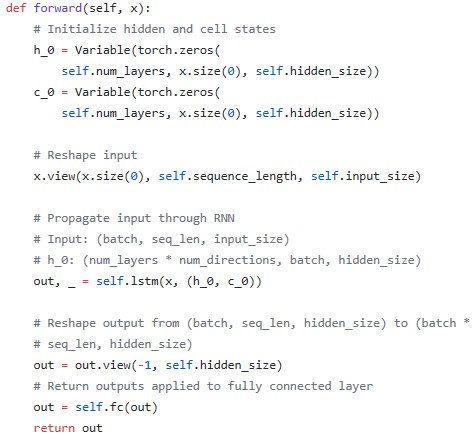 def forward(self, x):
    # Initialize hidden and cell states
    h_0 = Variable(torch.zeros(
        self.num_layers, x.size(0), self.hidden_size))
    c_0 = Variable(torch.zeros(
        self.num_layers, x.size(0), self.hidden_size))

    # Reshape input
    x.view(x.size(0), self.sequence_length, self.input_size)

    # Propagate input through RNN
    # Input: (batch, seq_len, input_size)
    # h_0: (num_layers * num_directions, batch, hidden_size)
    out, _ = self.lstm(x, (h_0, c_0))

    # Reshape output from (batch, seq_len, hidden_size) to (batch *
    # seq_len, hidden_size)
    out = out.view(-1, self.hidden_size)
    # Return outputs applied to fully connected layer
    out = self.fc(out)
    return out